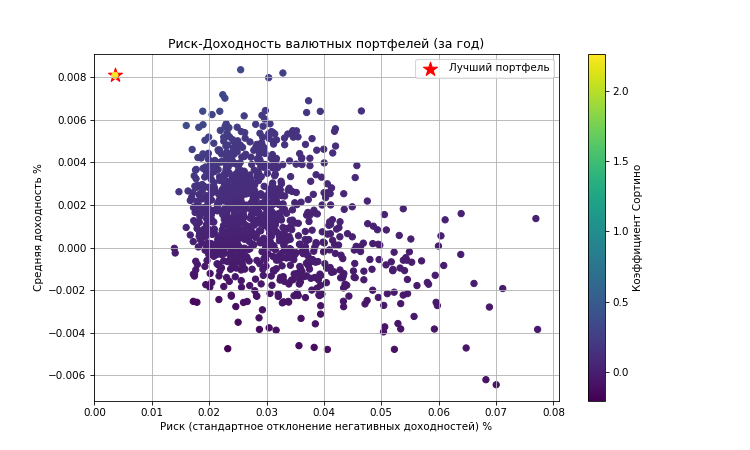 Риск-Доходность валютных портфелей (за год)
Лучший портфель
0.008
0.006
0.004
0.002
0.000
−0.002
−0.004
−0.006
Средняя доходность %
0.00 0.01 0.02 0.03 0.04 0.05 0.06 0.07 0.08
Риск (стандартное отклонение негативных доходностей) %
2.0
1.5
1.0
0.5
0.0
Коэффициент Сортино